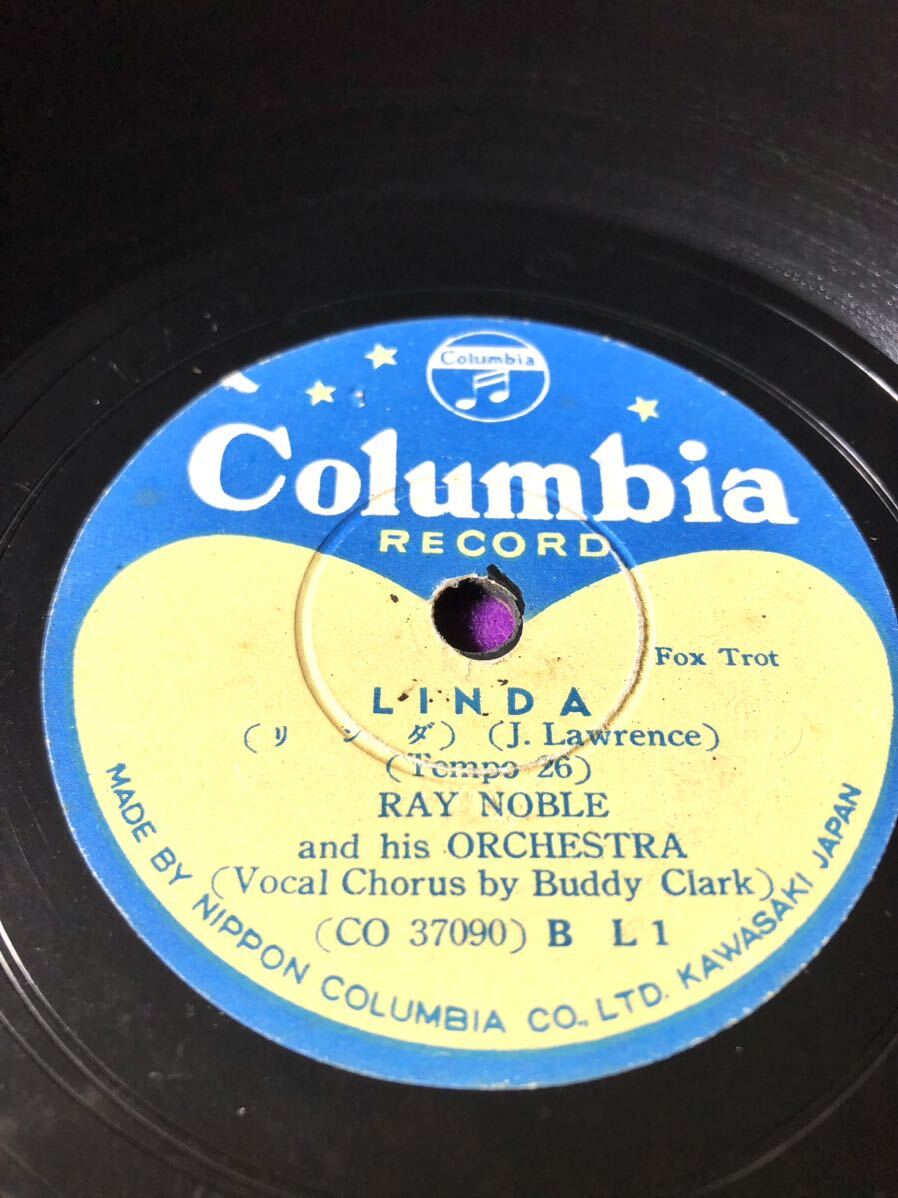 Columbia
Columbia
RECORD
Fox Trot
LINDA
(リンダ) (J. Lawrence)
(Tempo 26)
RAY NOBLE
and his ORCHESTRA
(Vocal Chorus by Buddy Clark)
(CO 37090) B L1
MADE BY NIPPON COLUMBIA CO., LTD. KAWASAKI JAPAN